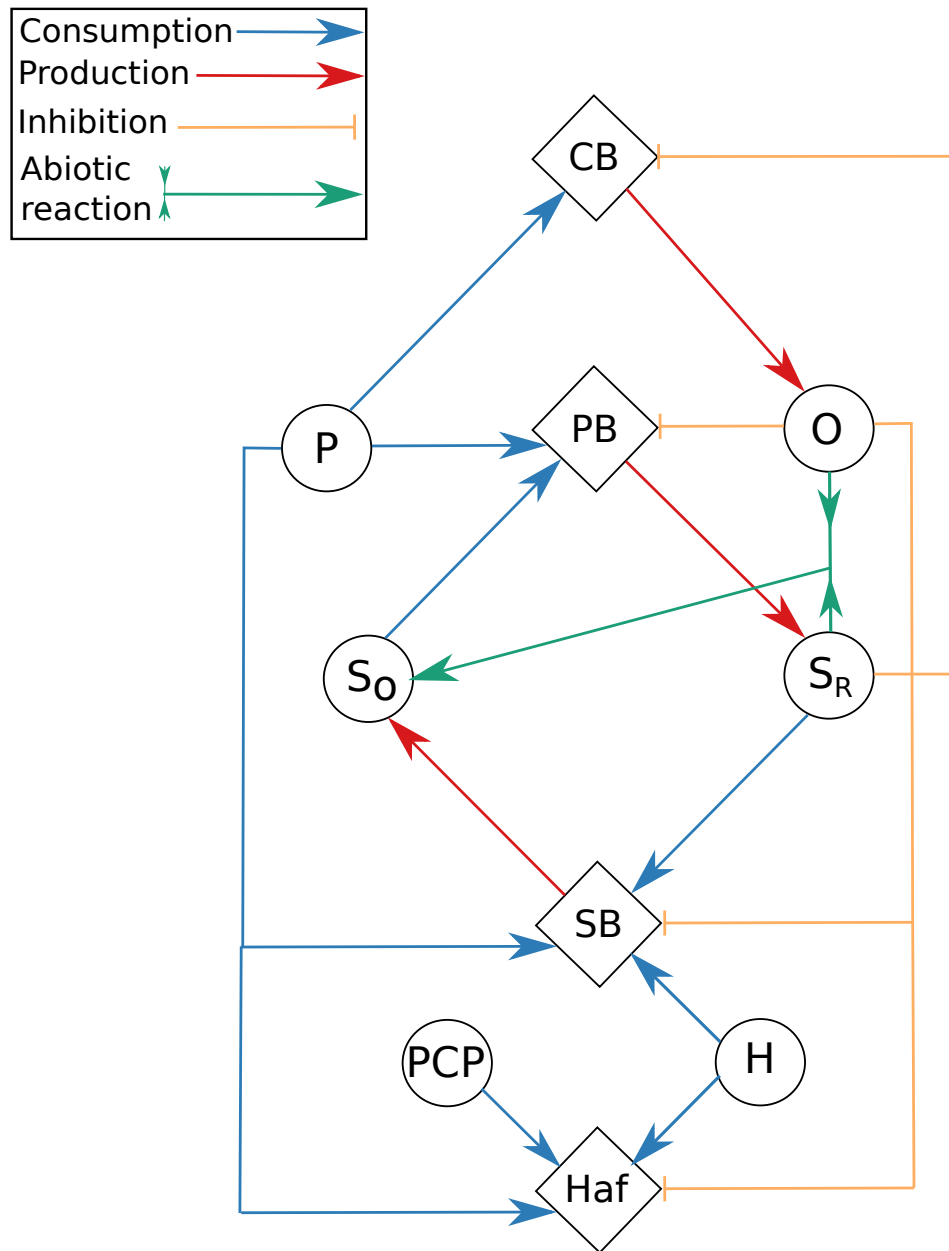 Consumption
Production
Inhibition
Abiotic
reaction
CB
P
PB
O
So
SR
SB
PCP
H
Haf